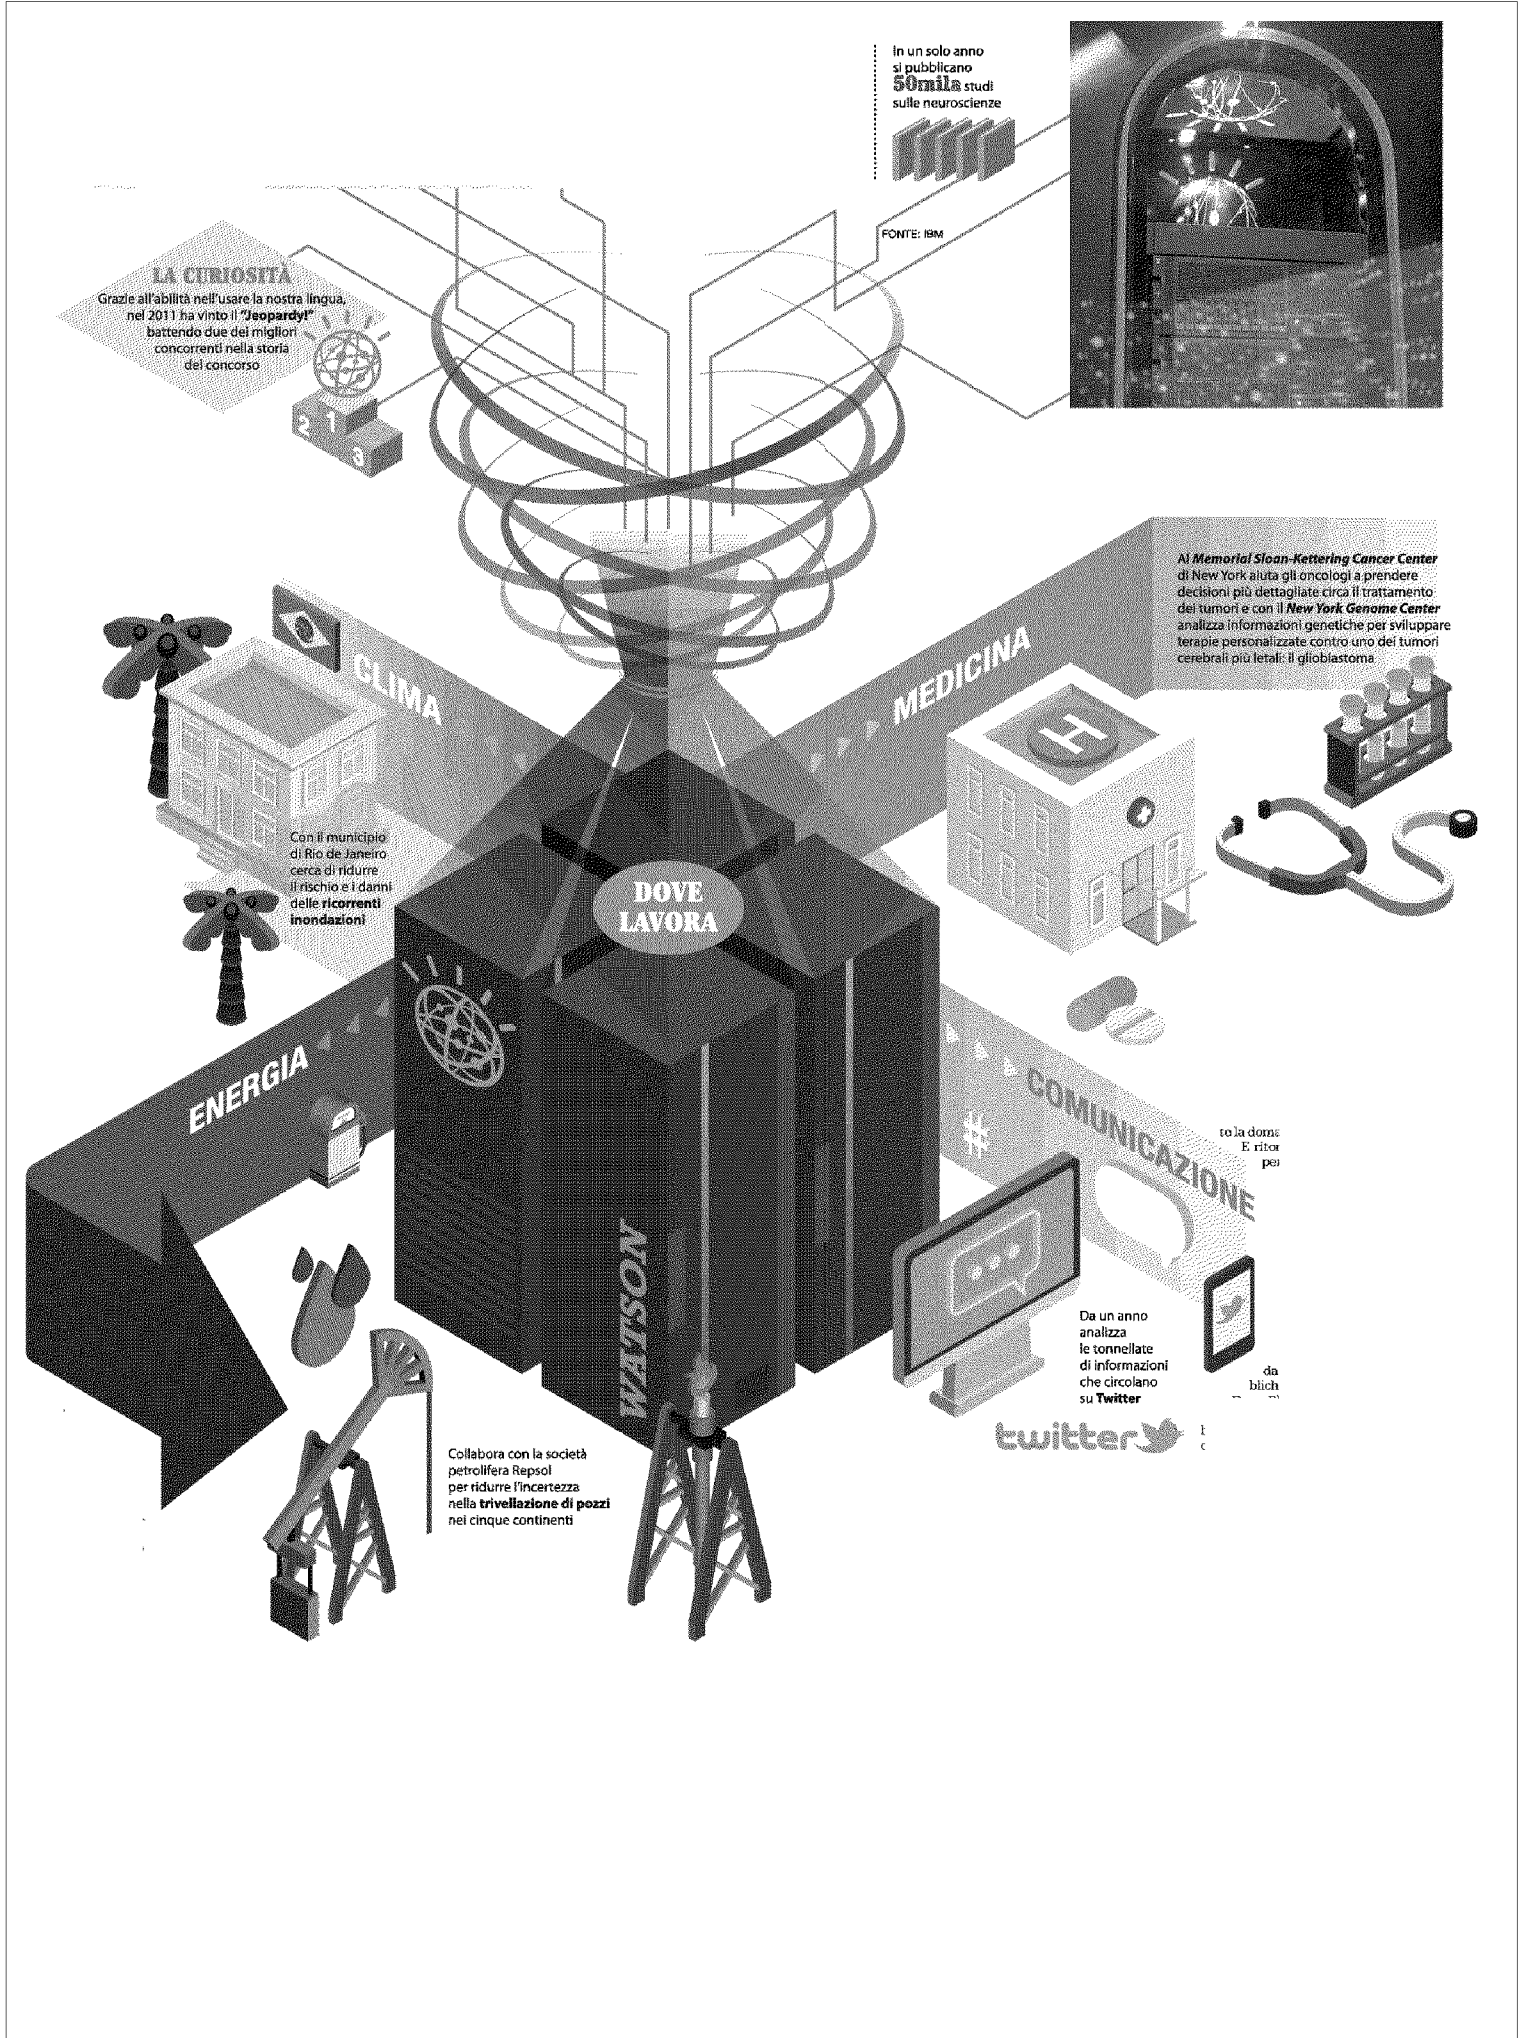 In un solo anno
si pubblicano
50mila studi
sulle neuroscienze
FONTE: IBM
LA CURIOSITÀ
Grazie all'abilità nell'usare la nostra lingua,
nel 2011 ha vinto il "Jeopardy!"
battendo due dei migliori
concorrenti nella storia
del concorso
2 1 3
Al Memorial Sloan-Kettering Cancer Center
di New York aiuta gli oncologi a prendere
decisioni più dettagliate circa il trattamento
dei tumori e con il New York Genome Center
analizza informazioni genetiche per sviluppare
terapie personalizzate contro uno dei tumori
cerebrali più letali: il glioblastoma
CLIMA
MEDICINA
H
Con il municipio
di Rio de Janeiro
cerca di ridurre
il rischio e i danni
delle ricorrenti
inondazioni
DOVE
LAVORA
ENERGIA
COMUNICAZIONE
#
to la
E
WATSON
Da un anno
analizza
le tonnellate
di informazioni
che circolano
su Twitter
da
blich
twitter
Collabora con la società
petrolifera Repsol
per ridurre l'incertezza
nella trivellazione di pozzi
nei cinque continenti